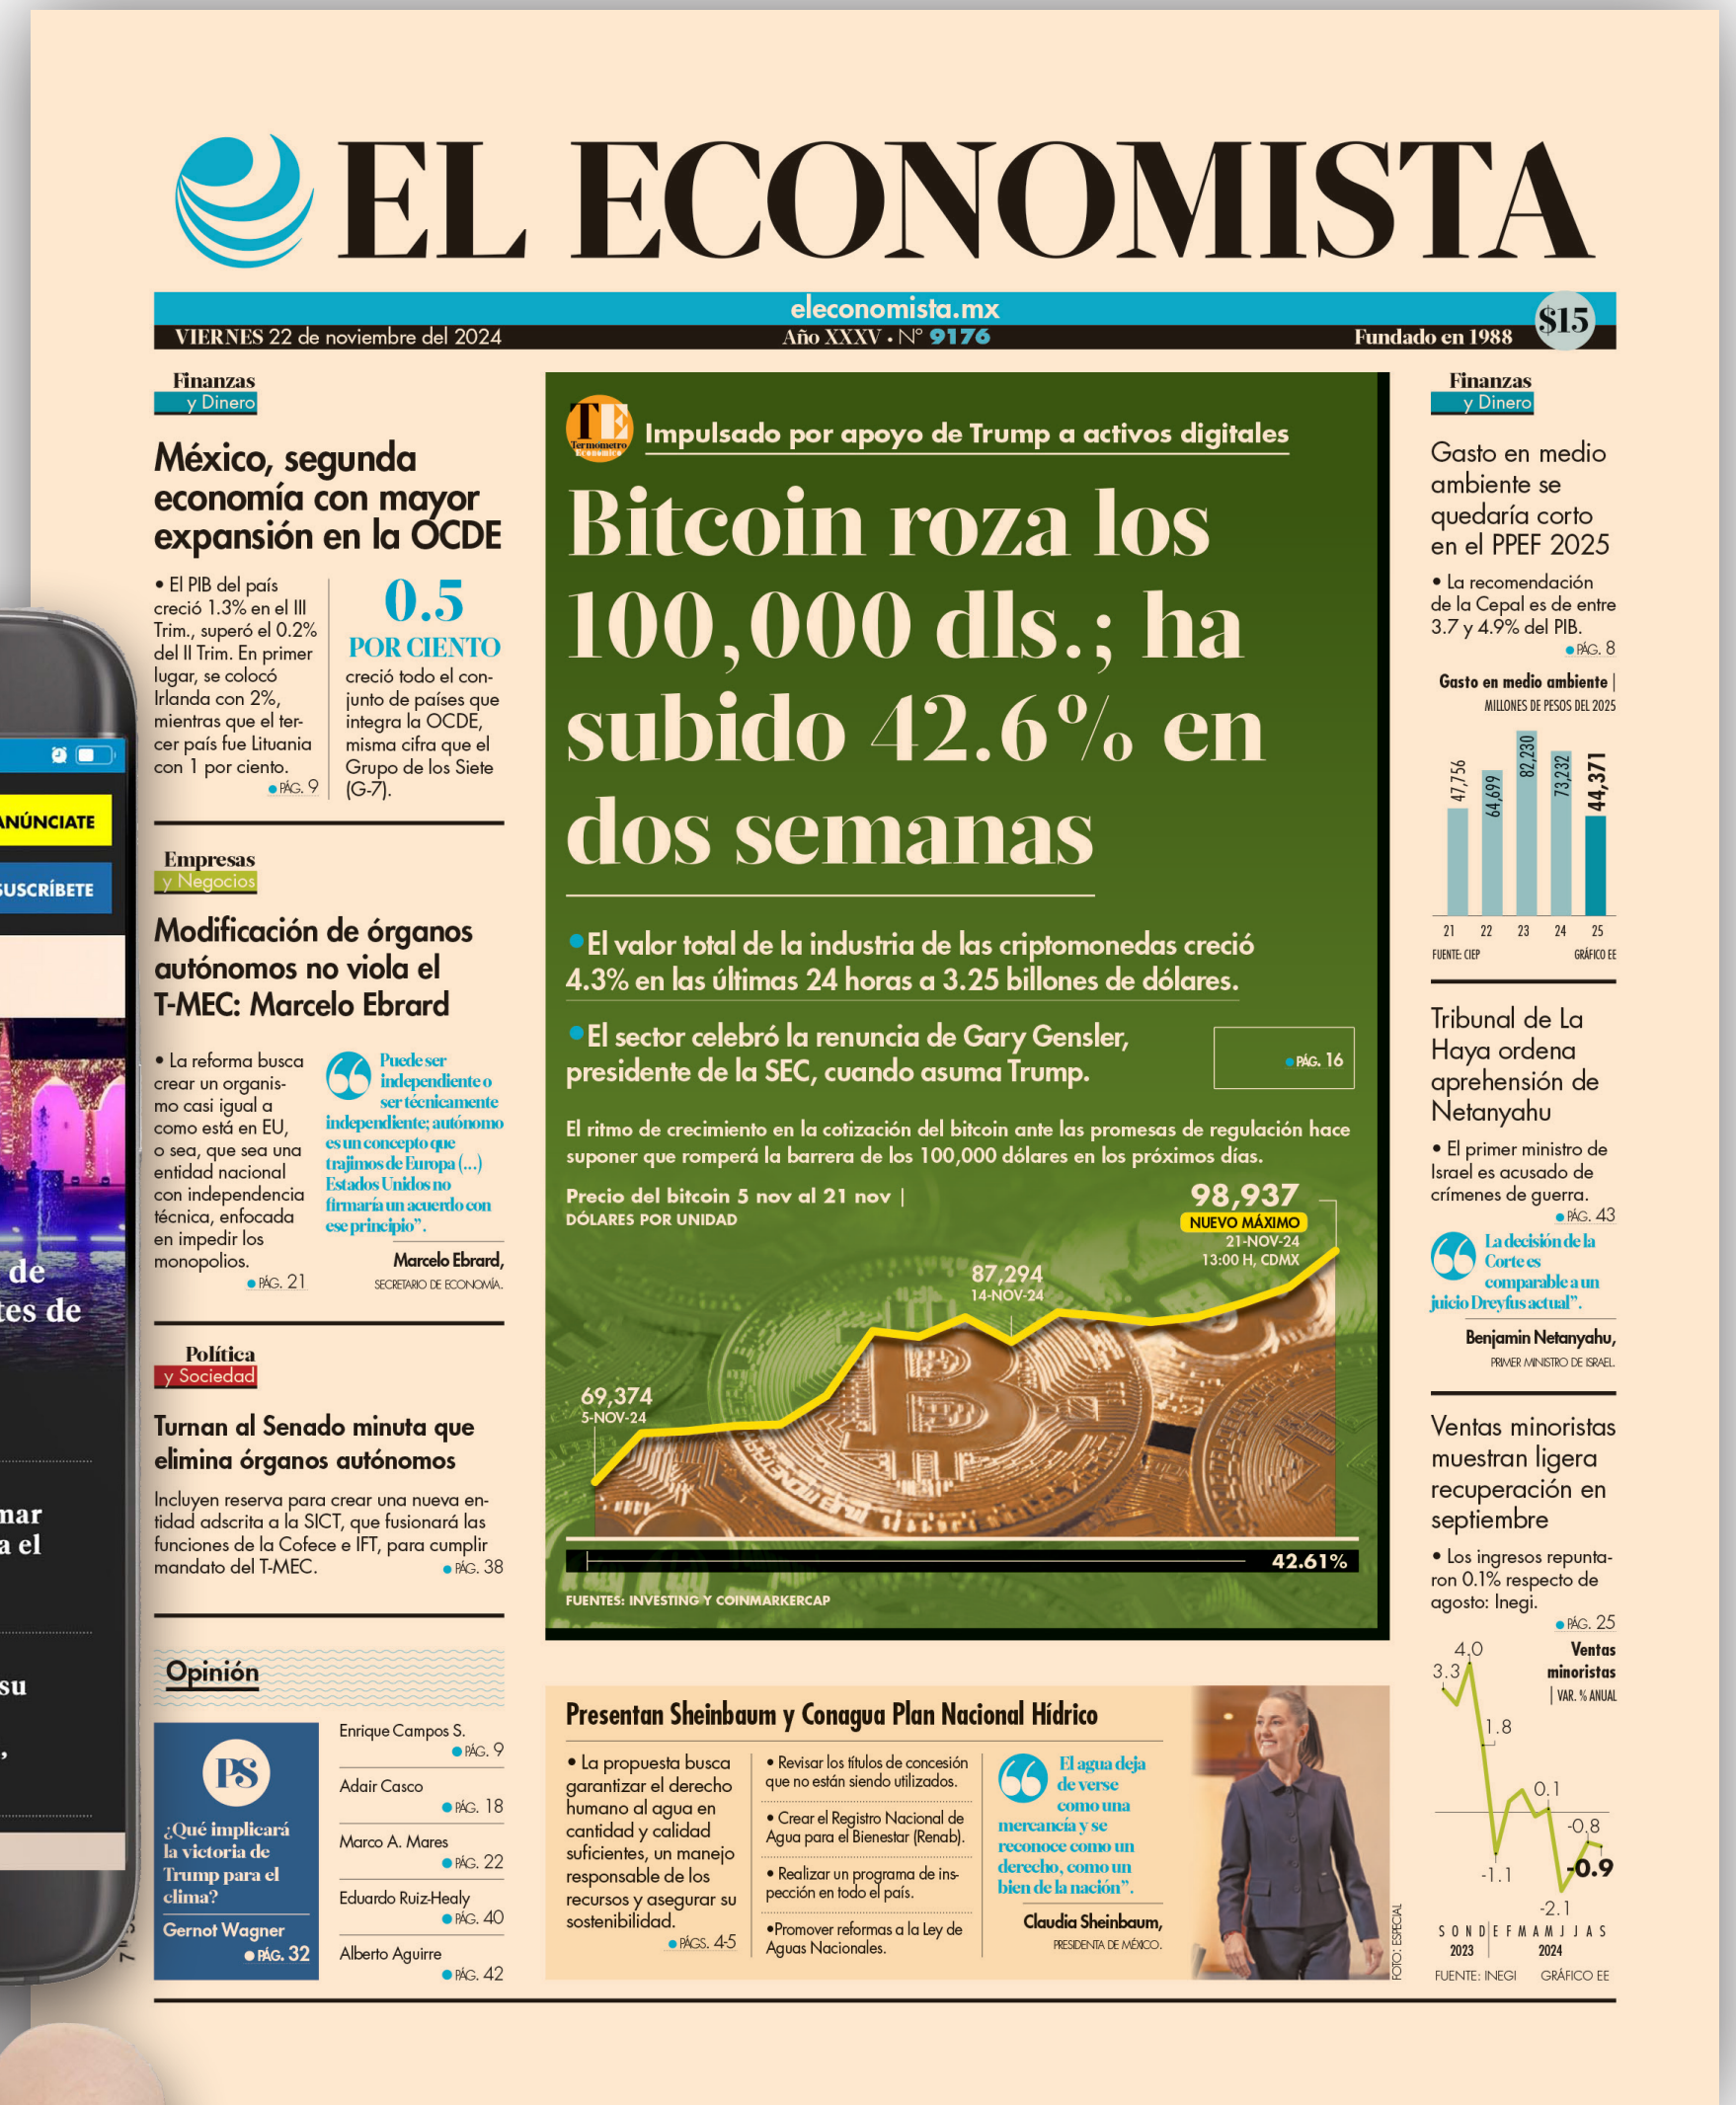 EL ECONOMISTA
eleconomista.mx
VIERNES 22 de noviembre del 2024
Año XXXV • N° 9176
Fundado en 1988
$15
Finanzas
y Dinero
México, segunda
economía con mayor
expansión en la OCDE
• El PIB del país
creció 1.3% en el III
Trim., superó el 0.2%
del II Trim. En primer
lugar, se colocó
Irlanda con 2%,
mientras que el ter-
cer país fue Lituania
con 1 por ciento.
• PÁG. 9
0.5
POR CIENTO
creció todo el con-
junto de países que
integra la OCDE,
misma cifra que el
Grupo de los Siete
(G-7).
Empresas
y Negocios
Modificación de órganos
autónomos no viola el
T-MEC: Marcelo Ebrard
• La reforma busca
crear un organis-
mo casi igual a
como está en EU,
o sea, que sea una
entidad nacional
con independencia
técnica, enfocada
en impedir los
monopolios.
• PÁG. 21
Puede ser
independiente o
ser técnicamente
independiente; autónomo
es un concepto que
trajimos de Europa (...)
Estados Unidos no
firmaría un acuerdo con
ese principio”.
Marcelo Ebrard,
SECRETARIO DE ECONOMÍA.
Política
y Sociedad
Turnan al Senado minuta que
elimina órganos autónomos
Incluyen reserva para crear una nueva en-
tidad adscrita a la SICT, que fusionará las
funciones de la Cofece e IFT, para cumplir
mandato del T-MEC.
• PÁG. 38
Opinión
PS
¿Qué implicará
la victoria de
Trump para el
clima?
Gernot Wagner
• PÁG. 32
Enrique Campos S.
• PÁG. 9
Adair Casco
• PÁG. 18
Marco A. Mares
• PÁG. 22
Eduardo Ruiz-Healy
• PÁG. 40
Alberto Aguirre
• PÁG. 42
TE
Termómetro
Económico
Impulsado por apoyo de Trump a activos digitales
Bitcoin roza los
100,000 dls.; ha
subido 42.6% en
dos semanas
• El valor total de la industria de las criptomonedas creció
4.3% en las últimas 24 horas a 3.25 billones de dólares.
• El sector celebró la renuncia de Gary Gensler,
presidente de la SEC, cuando asuma Trump.
• PÁG. 16
El ritmo de crecimiento en la cotización del bitcoin ante las promesas de regulación hace
suponer que romperá la barrera de los 100,000 dólares en los próximos días.
Precio del bitcoin 5 nov al 21 nov |
DÓLARES POR UNIDAD
98,937
NUEVO MÁXIMO
21-NOV-24
13:00 H, CDMX
87,294
14-NOV-24
69,374
5-NOV-24
42.61%
FUENTES: INVESTING Y COINMARKERCAP
Presentan Sheinbaum y Conagua Plan Nacional Hídrico
• La propuesta busca
garantizar el derecho
humano al agua en
cantidad y calidad
suficientes, un manejo
responsable de los
recursos y asegurar su
sostenibilidad.
• PÁGS. 4-5
• Revisar los títulos de concesión
que no están siendo utilizados.
• Crear el Registro Nacional de
Agua para el Bienestar (Renab).
• Realizar un programa de ins-
pección en todo el país.
•Promover reformas a la Ley de
Aguas Nacionales.
El agua deja
de verse
como una
mercancía y se
reconoce como un
derecho, como un
bien de la nación”.
Claudia Sheinbaum,
PRESIDENTA DE MÉXICO.
FOTO: ESPECIAL
Finanzas
y Dinero
Gasto en medio
ambiente se
quedaría corto
en el PPEF 2025
• La recomendación
de la Cepal es de entre
3.7 y 4.9% del PIB.
• PÁG. 8
Gasto en medio ambiente |
MILLONES DE PESOS DEL 2025
47,756
64,699
82,230
73,232
44,371
21 22 23 24 25
FUENTE: CIEP
GRÁFICO EE
Tribunal de La
Haya ordena
aprehensión de
Netanyahu
• El primer ministro de
Israel es acusado de
crímenes de guerra.
• PÁG. 43
La decisión de la
Corte es
comparable a un
juicio Dreyfus actual”.
Benjamin Netanyahu,
PRIMER MINISTRO DE ISRAEL.
Ventas minoristas
muestran ligera
recuperación en
septiembre
• Los ingresos repunta-
ron 0.1% respecto de
agosto: Inegi.
• PÁG. 25
Ventas
minoristas
| VAR. % ANUAL
3.3
4.0
1.8
-1.1
0.1
-2.1
-0.8
-0.9
S O N D E F M A M J J A S
2023 2024
FUENTE: INEGI
GRÁFICO EE
ANÚNCIATE
SUSCRÍBETE
de
tes de
mar
a el
su